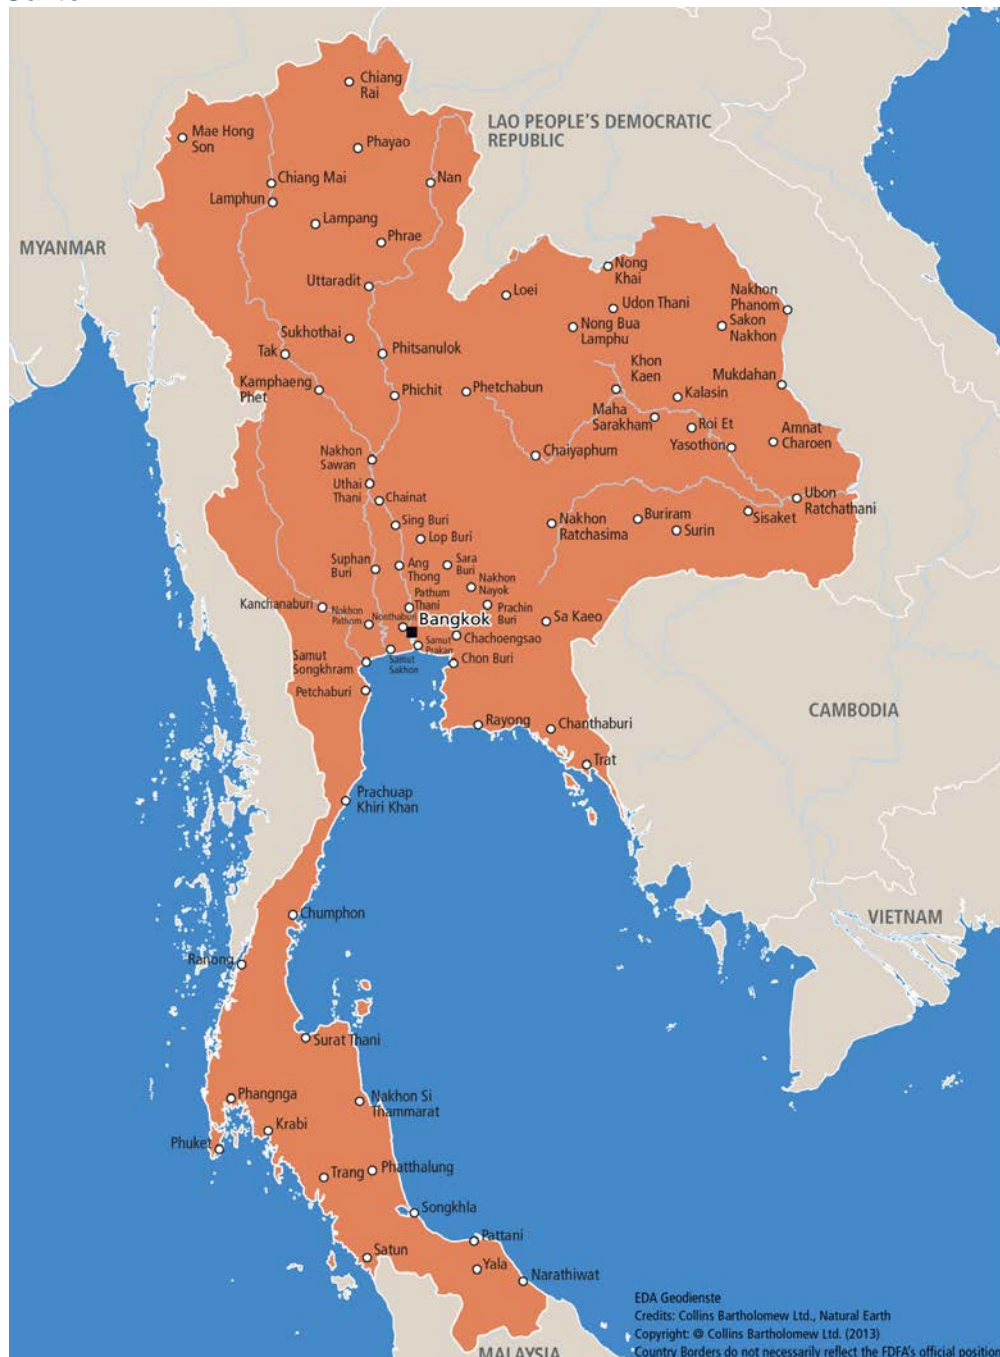 Chiang
Rai
LAO PEOPLE'S DEMOCRATIC
REPUBLIC
Mae Hong
Son
Phayao
Chiang Mai
Nan
Lamphun
Lampang
Phrae
MYANMAR
Uttaradit
Nong
Khai
Loei
Udon Thani
Nakhon
Phanom
Sakon
Nakhon
Nong Bua
Lamphu
Sukhothai
Tak
Phitsanulok
Khon
Kaen
Mukdahan
Kamphaeng
Phet
Phichit
Phetchabun
Kalasin
Maha
Sarakham
Roi Et
Yasothon
Amnat
Charoen
Nakhon
Sawan
Chaiyaphum
Uthai
Thani
Chainat
Ubon
Ratchathani
Sing Buri
Nakhon
Ratchasima
Buriram
Surin
Sisaket
Lop Buri
Suphan
Buri
Ang
Thong
Sara
Buri
Nakhon
Nayok
Pathum
Thani
Kanchanaburi
Nokhon
Pathom
Nonthaburi
Bangkok
Prachin
Buri
Sa Kaeo
Chachoengsao
Samut
Prakan
Samut
Songkhram
Samut
Sakhon
Chon Buri
Petchaburi
CAMBODIA
Rayong
Chanthaburi
Trat
Prachuap
Khiri Khan
Chumphon
VIETNAM
Ranong
Surat Thani
Phangnga
Nakhon Si
Thammarat
Krabi
Phuket
Trang
Phatthalung
Songkhla
Pattani
Satun
Yala
Narathiwat
EDA Geodienste
Credits: Collins Bartholomew Ltd., Natural Earth
Copyright: @ Collins Bartholomew Ltd. (2013)
Country Borders do not necessarily reflect the FDFA's official position
MALAYSIA